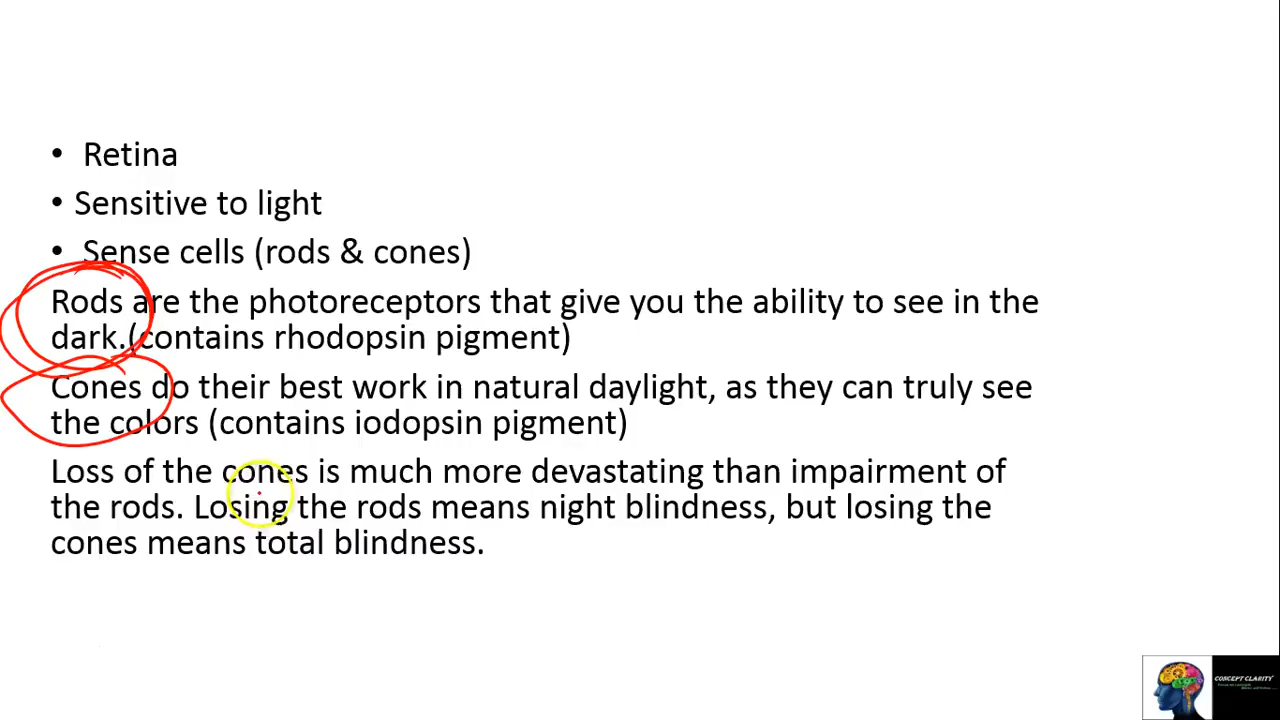 • Retina
• Sensitive to light
• Sense cells (rods & cones)
Rods are the photoreceptors that give you the ability to see in the
dark.(contains rhodopsin pigment)
Cones do their best work in natural daylight, as they can truly see
the colors (contains iodopsin pigment)
Loss of the cones is much more devastating than impairment of
the rods. Losing the rods means night blindness, but losing the
cones means total blindness.
CONCEPT CLARITY